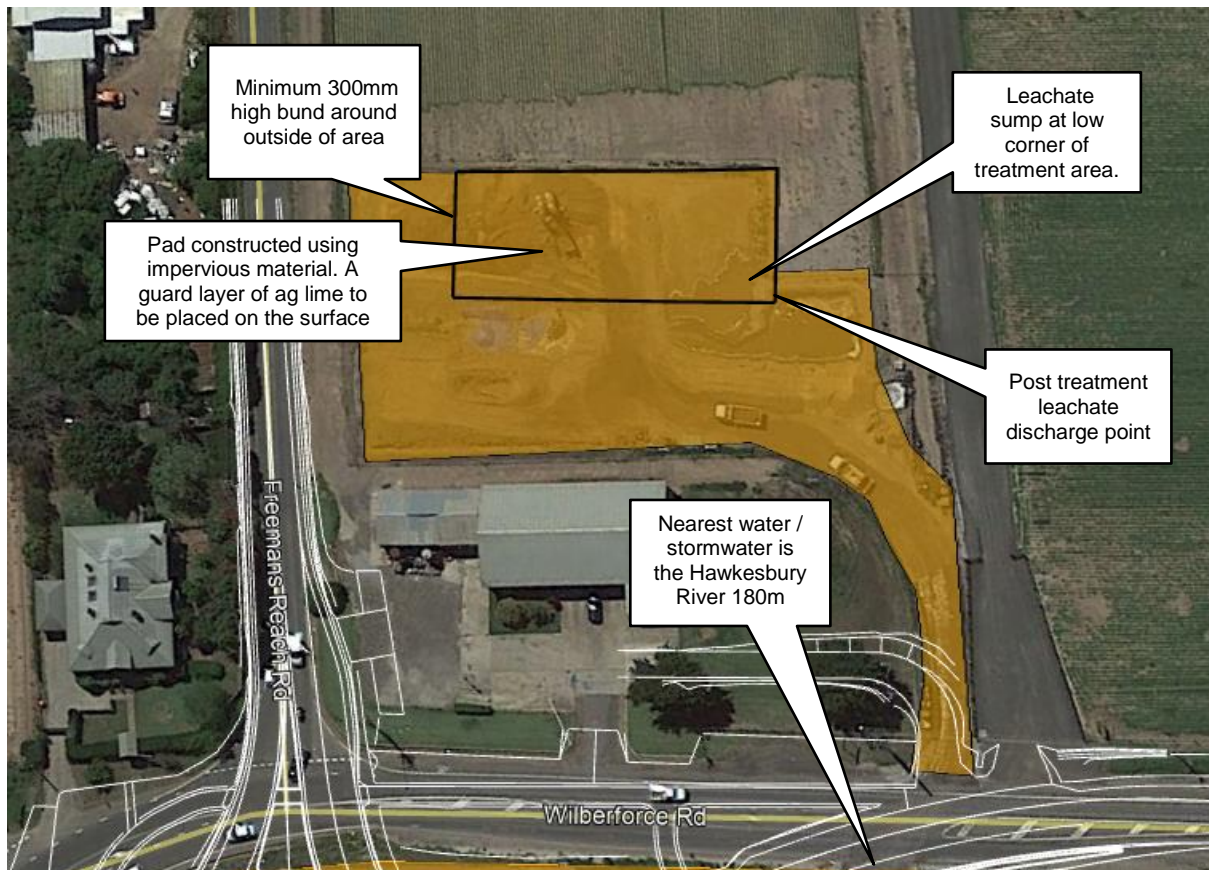 Minimum 300mm
high bund around
outside of area
Leachate
sump at low
corner of
treatment area.
Pad constructed using
impervious material. A
guard layer of ag lime to
be placed on the surface
Post treatment
leachate
discharge point
Nearest water /
stormwater is
the Hawkesbury
River 180m
Freemans Reach Rd
Wilberforce Rd